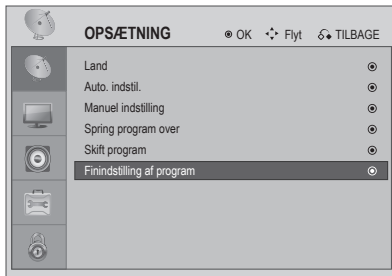 OPSÆTNING OK Flyt TILBAGE
Land
Auto. indstil.
Manuel indstilling
Spring program over
Skift program
Finindstilling af program